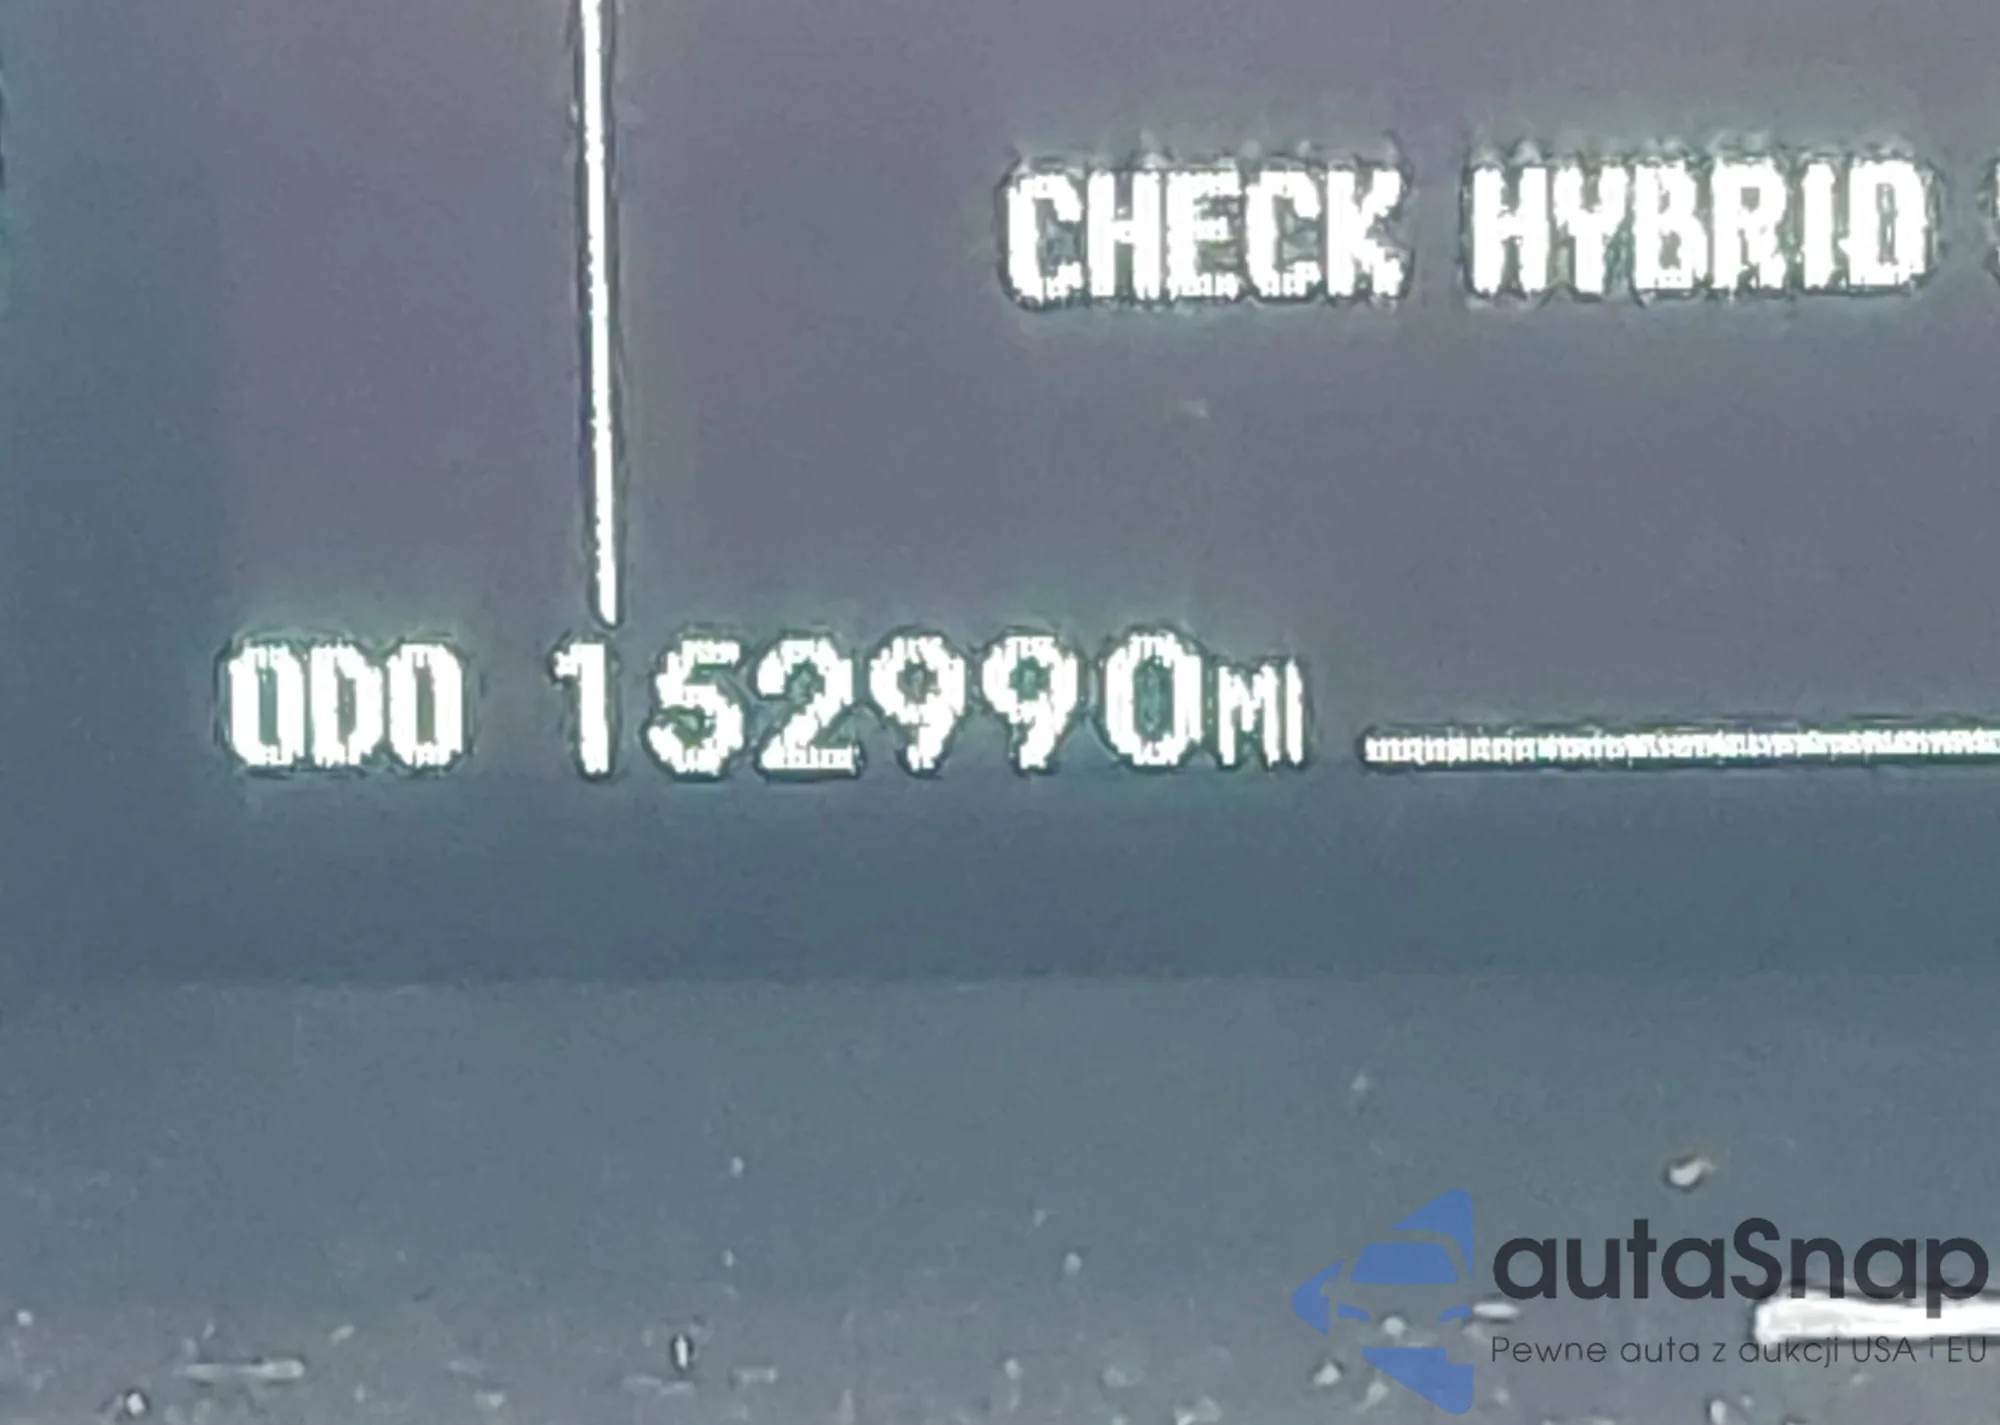 CHECK HYBRID
ODO 152990MI
autaSnap
Pewne auta z aukcji USA i EU